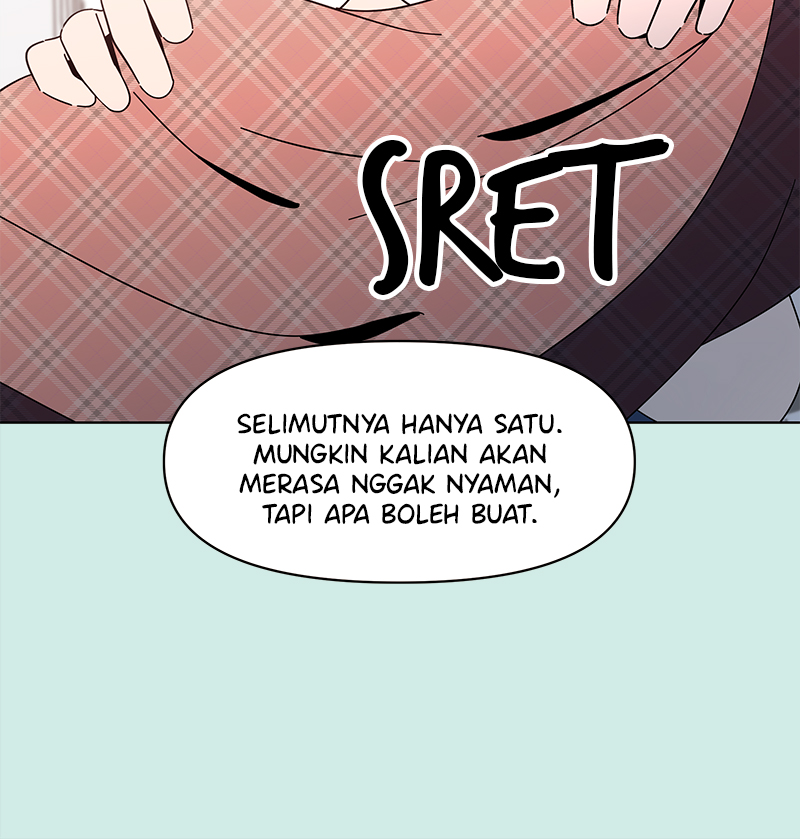 SRET
SELIMUTNYA HANYA SATU.
MUNGKIN KALIAN AKAN
MERASA NGGAK NYAMAN,
TAPI APA BOLEH BUAT.